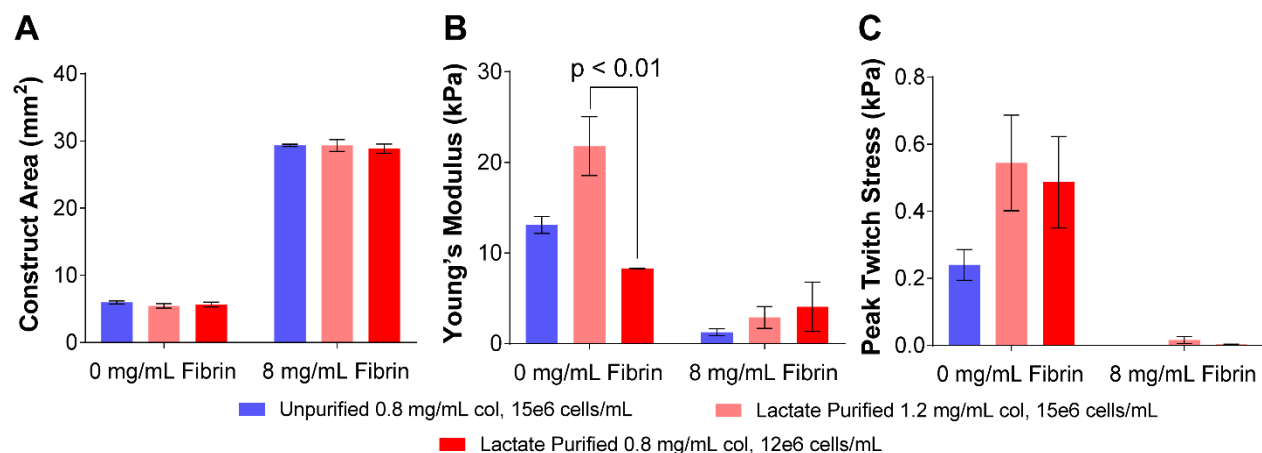 A
Construct Area (mm²)
40
30
20
10
0
0 mg/mL Fibrin
8 mg/mL Fibrin
B
Young's Modulus (kPa)
30
20
10
0
p < 0.01
0 mg/mL Fibrin
8 mg/mL Fibrin
C
Peak Twitch Stress (kPa)
0.8
0.6
0.4
0.2
0.0
0 mg/mL Fibrin
8 mg/mL Fibrin
Unpurified 0.8 mg/mL col, 15e6 cells/mL
Lactate Purified 1.2 mg/mL col, 15e6 cells/mL
Lactate Purified 0.8 mg/mL col, 12e6 cells/mL